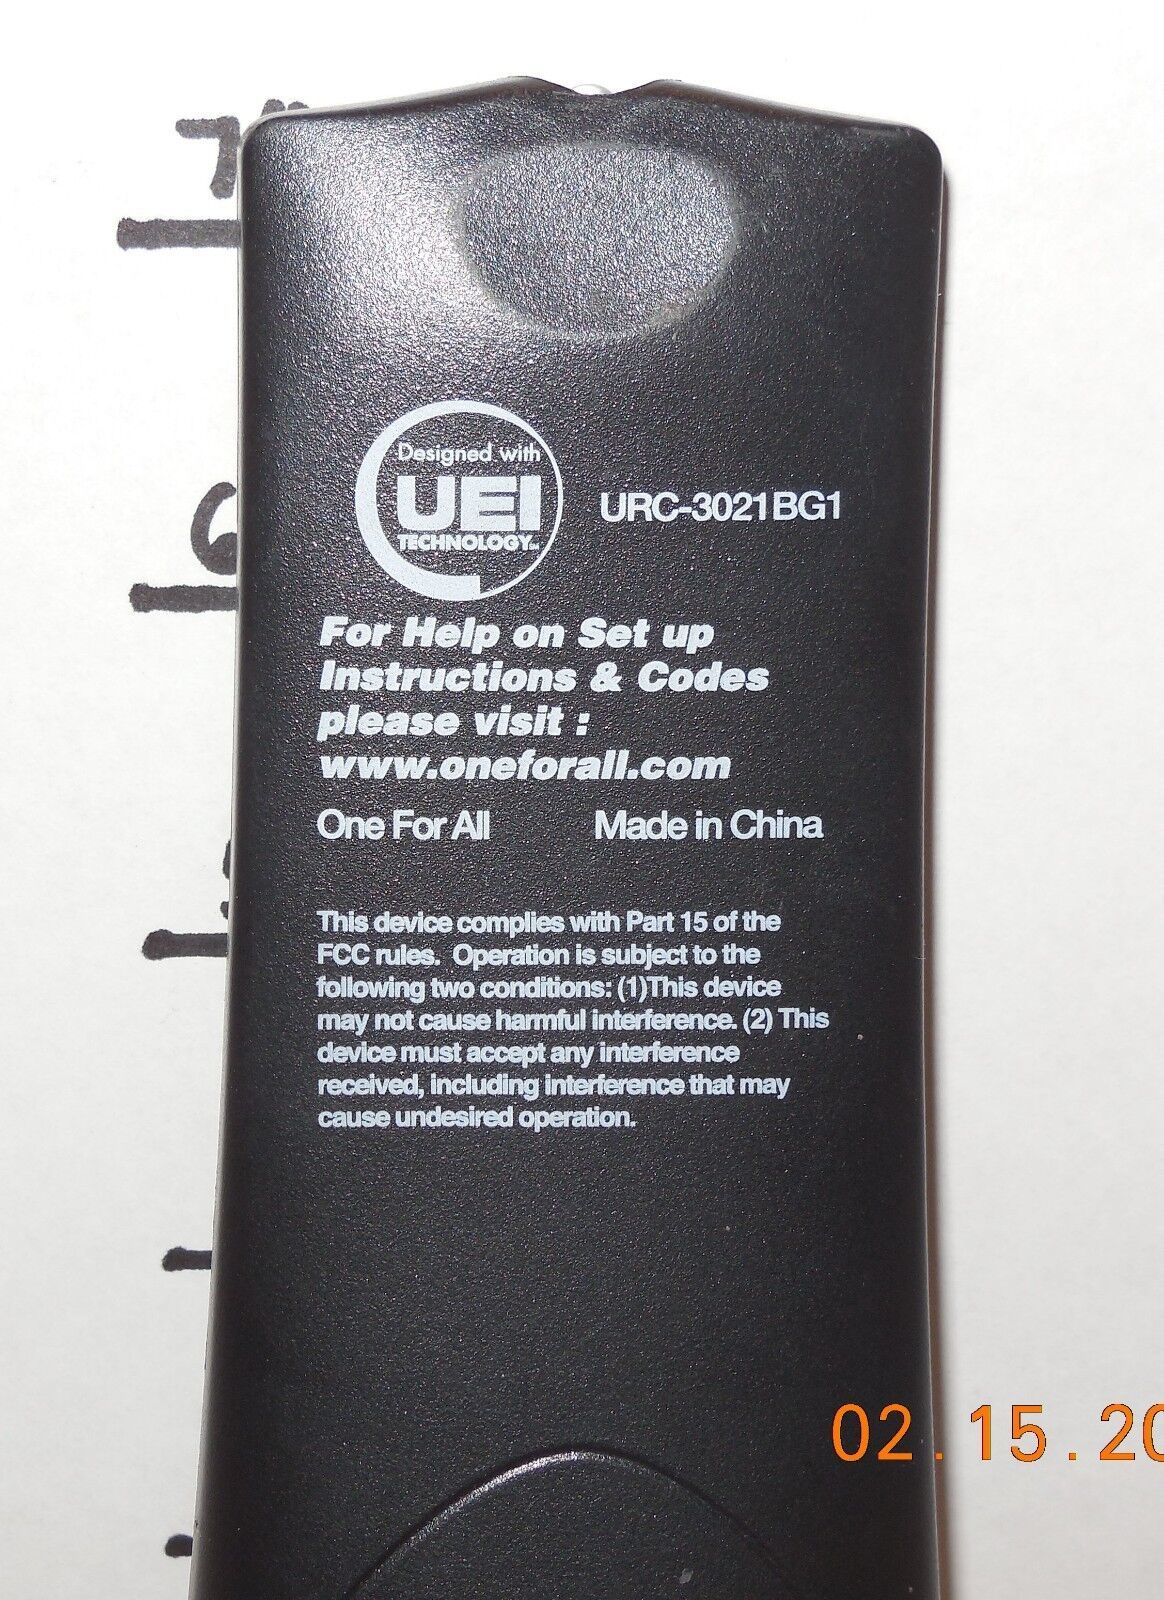 7"
Designed with
UEI
TECHNOLOGY
URC-3021BG1
6
For Help on Set up
Instructions & Codes
please visit :
www.oneforall.com
One For All Made in China
This device complies with Part 15 of the
FCC rules. Operation is subject to the
following two conditions: (1)This device
may not cause harmful interference. (2) This
device must accept any interference
received, including interference that may
cause undesired operation.
02.15.20